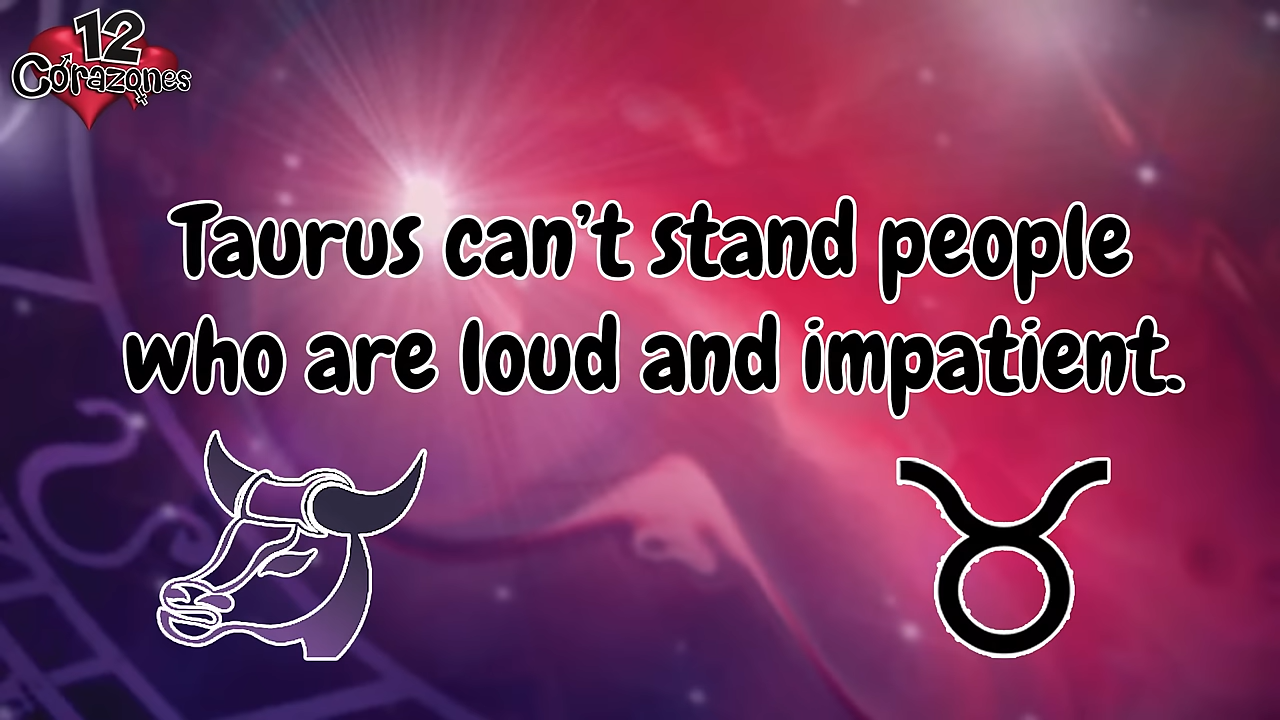 12
Corazones
Taurus can’t stand people
who are loud and impatient.